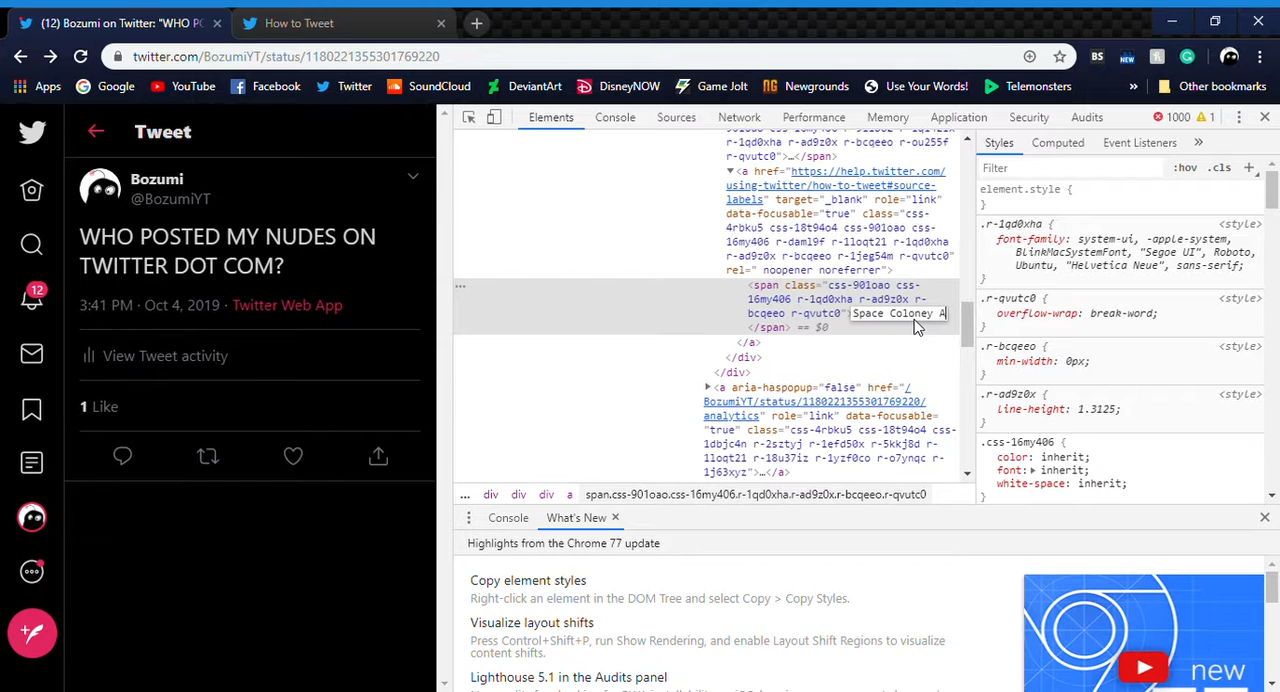 (12) Bozumi on Twitter: "WHO PO
How to Tweet
twitter.com/BozumiYT/status/1180221355301769220
BS
NEW
Apps
Google
YouTube
Facebook
Twitter
SoundCloud
DeviantArt
DisneyNOW
Game Jolt
NG Newgrounds
Use Your Words!
Telemonsters
»
Other bookmarks
Tweet
Bozumi
@BozumiYT
WHO POSTED MY NUDES ON
TWITTER DOT COM?
3:41 PM · Oct 4, 2019 · Twitter Web App
View Tweet activity
1 Like
12
Elements Console Sources Network Performance Memory Application Security Audits
1000 1
r-1qd0xha r-ad9z0x r-bcqeeo r-ou255f
r-qvutc0">…</span>
<a href="https://help.twitter.com/
using-twitter/how-to-tweet#source-
labels" target="_blank" role="link"
data-focusable="true" class="css-
4rbku5 css-18t94o4 css-901oao css-
16my406 r-daml9f r-1loqt21 r-1qd0xha
r-ad9z0x r-bcqeeo r-1jeg54m r-qvutc0"
rel=" noopener noreferrer">
...
<span class="css-901oao css-
16my406 r-1qd0xha r-ad9z0x r-
bcqeeo r-qvutc0">Space Coloney A
</span> == $0
</a>
</div>
</div>
<a aria-haspopup="false" href="/
BozumiYT/status/1180221355301769220/
analytics" role="link" data-focusable=
"true" class="css-4rbku5 css-18t94o4 css-
1dbjc4n r-2sztyj r-1efd50x r-5kkj8d r-
1loqt21 r-18u37iz r-1yzf0co r-o7ynqc r-
1j63xyz">…</a>
... div div div a span.css-901oao.css-16my406.r-1qd0xha.r-ad9z0x.r-bcqeeo.r-qvutc0
Styles Computed Event Listeners »
Filter :hov .cls +
element.style {
}
.r-1qd0xha { <style>
font-family: system-ui, -apple-system,
BlinkMacSystemFont, "Segoe UI", Roboto,
Ubuntu, "Helvetica Neue", sans-serif;
}
.r-qvutc0 { <style>
overflow-wrap: break-word;
}
.r-bcqeeo { <style>
min-width: 0px;
}
.r-ad9z0x { <style>
line-height: 1.3125;
}
.css-16my406 { <style>
color: inherit;
font: inherit;
white-space: inherit;
}
Console What's New
Highlights from the Chrome 77 update
Copy element styles
Right-click an element in the DOM Tree and select Copy > Copy Styles.
Visualize layout shifts
Press Control+Shift+P, run Show Rendering, and enable Layout Shift Regions to visualize
content shifts.
Lighthouse 5.1 in the Audits panel
new